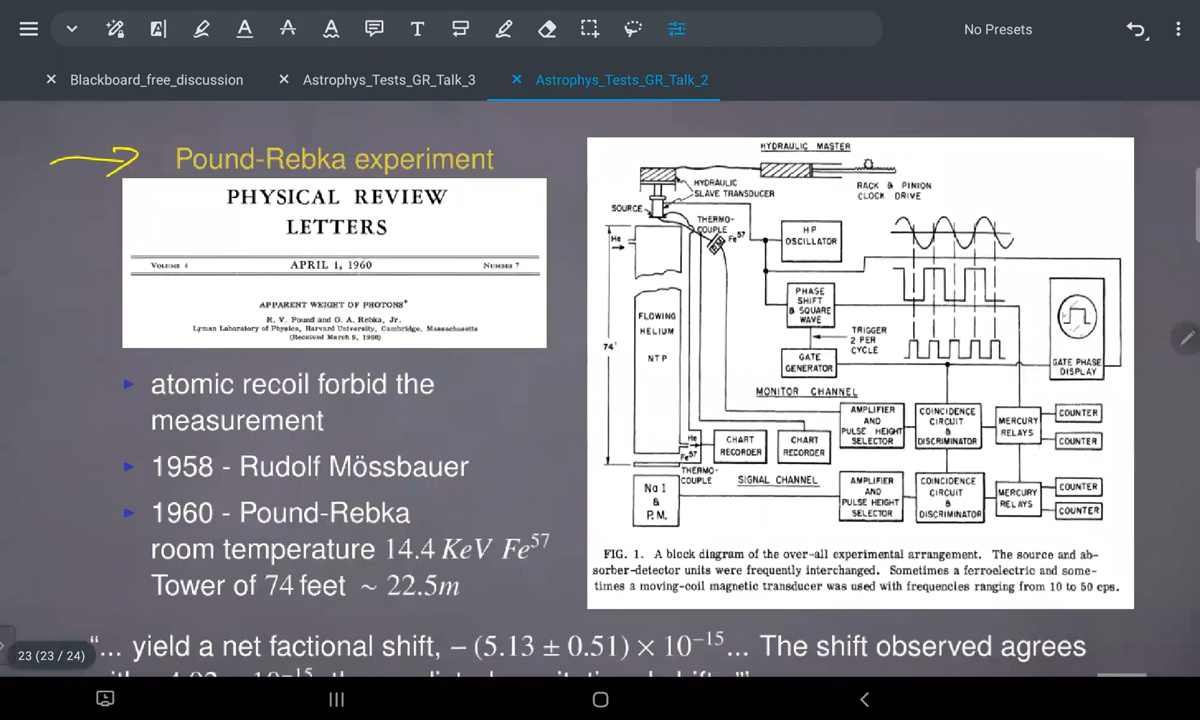 No Presets
Blackboard_free_discussion
Astrophys_Tests_GR_Talk_3
Astrophys_Tests_GR_Talk_2
Pound-Rebka experiment
PHYSICAL REVIEW
LETTERS
VOLUME 4
APRIL 1, 1960
NUMBER 7
APPARENT WEIGHT OF PHOTONS*
R. V. Pound and G. A. Rebka, Jr.
Lyman Laboratory of Physics, Harvard University, Cambridge, Massachusetts
(Received March 9, 1960)
▸ atomic recoil forbid the
measurement
▸ 1958 - Rudolf Mössbauer
▸ 1960 - Pound-Rebka
room temperature 14.4 KeV Fe⁵⁷
Tower of 74 feet ~ 22.5m
HYDRAULIC MASTER
HYDRAULIC
SLAVE TRANSDUCER
RACK & PINION
CLOCK DRIVE
SOURCE
THERMO-
COUPLE
Fe⁵⁷
He
HP
OSCILLATOR
PHASE
SHIFT
& SQUARE
WAVE
FLOWING
HELIUM
NTP
74'
TRIGGER
2 PER
CYCLE
GATE
GENERATOR
GATE PHASE
DISPLAY
MONITOR CHANNEL
AMPLIFIER
AND
PULSE HEIGHT
SELECTOR
COINCIDENCE
CIRCUIT
&
DISCRIMINATOR
MERCURY
RELAYS
COUNTER
COUNTER
He
Fe⁵⁷
CHART
RECORDER
CHART
RECORDER
THERMO-
COUPLE
SIGNAL CHANNEL
Na I
&
P.M.
AMPLIFIER
AND
PULSE HEIGHT
SELECTOR
COINCIDENCE
CIRCUIT
&
DISCRIMINATOR
MERCURY
RELAYS
COUNTER
COUNTER
FIG. 1. A block diagram of the over-all experimental arrangement. The source and ab-
sorber-detector units were frequently interchanged. Sometimes a ferroelectric and some-
times a moving-coil magnetic transducer was used with frequencies ranging from 10 to 50 cps.
“... yield a net factional shift, – (5.13 ± 0.51) × 10⁻¹⁵... The shift observed agrees
23 (23 / 24)